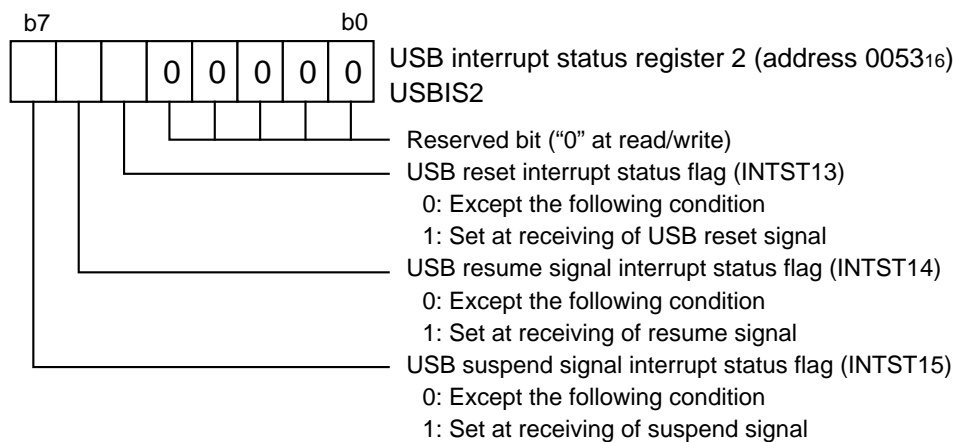 b7 b0
0 0 0 0 0
USB interrupt status register 2 (address 005316)
USBIS2
Reserved bit (“0” at read/write)
USB reset interrupt status flag (INTST13)
0: Except the following condition
1: Set at receiving of USB reset signal
USB resume signal interrupt status flag (INTST14)
0: Except the following condition
1: Set at receiving of resume signal
USB suspend signal interrupt status flag (INTST15)
0: Except the following condition
1: Set at receiving of suspend signal